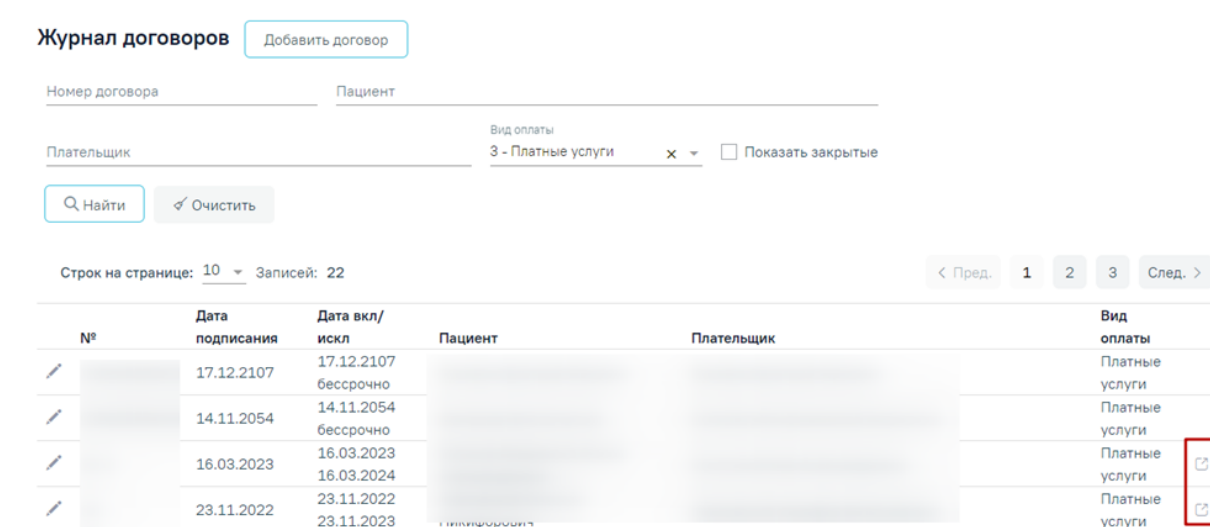 Журнал договоров Добавить договор
Номер договора Пациент
Вид оплаты
Плательщик 3 - Платные услуги Показать закрытые
Найти Очистить
Строк на странице: 10 Записей: 22 Пред. 1 2 3 След.
Дата Дата вкл/ Вид
№ подписания искл Пациент Плательщик оплаты
17.12.2107 Платные
17.12.2107
бессрочно услуги
14.11.2054 Платные
14.11.2054
бессрочно услуги
16.03.2023 Платные
16.03.2023
16.03.2024 услуги
23.11.2022 Платные
23.11.2022
23.11.2023 услуги